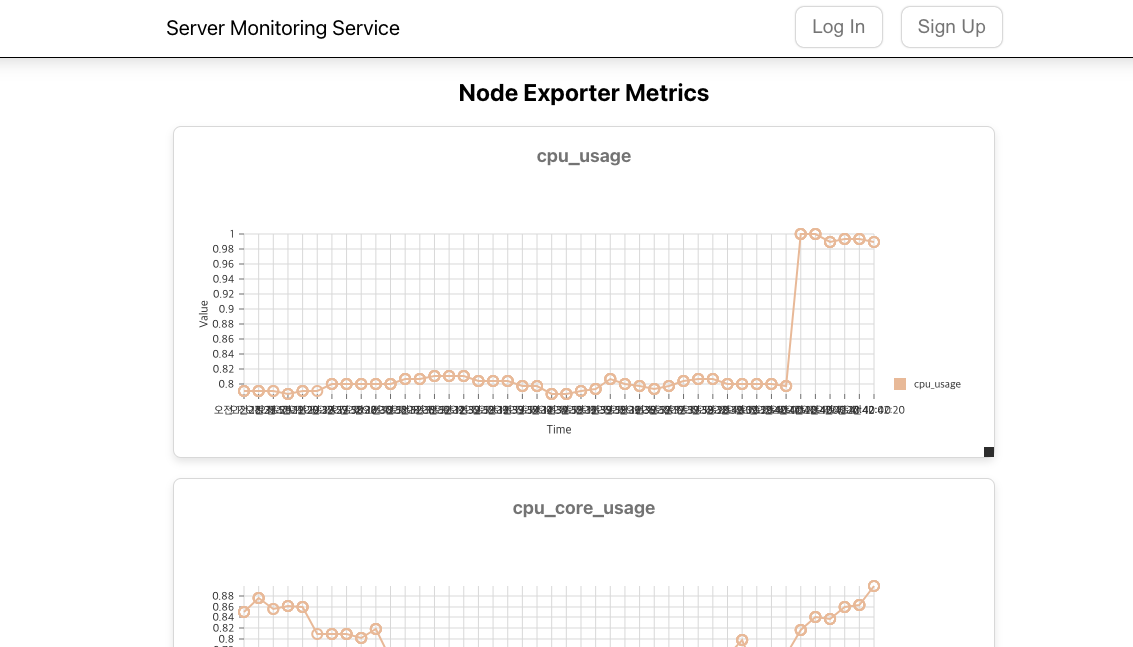 Server Monitoring Service
Log In
Sign Up
Node Exporter Metrics
cpu_usage
1
0.98
0.96
0.94
0.92
0.9
0.88
0.86
0.84
0.82
0.8
Value
cpu_usage
Time
cpu_core_usage
0.88
0.86
0.84
0.82
0.8